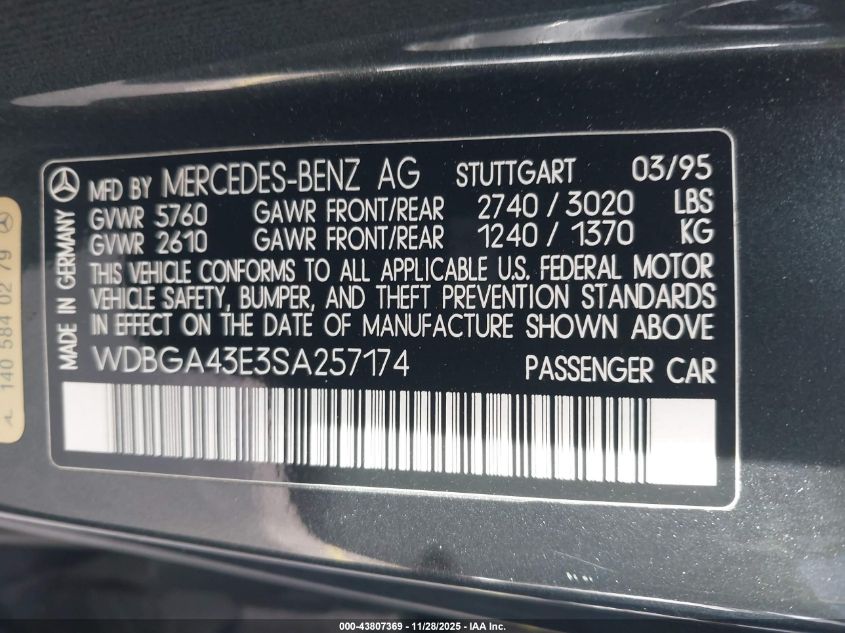 MFD BY MERCEDES-BENZ AG STUTTGART 03/95
GVWR 5760 GAWR FRONT/REAR 2740 / 3020 LBS
GVWR 2610 GAWR FRONT/REAR 1240 / 1370 KG
THIS VEHICLE CONFORMS TO ALL APPLICABLE U.S. FEDERAL MOTOR
VEHICLE SAFETY, BUMPER, AND THEFT PREVENTION STANDARDS
IN EFFECT ON THE DATE OF MANUFACTURE SHOWN ABOVE
WDBGA43E3SA257174 PASSENGER CAR
MADE IN GERMANY
140 584 02 79
000-43807369 | 11/28/2025 - IAA Inc.